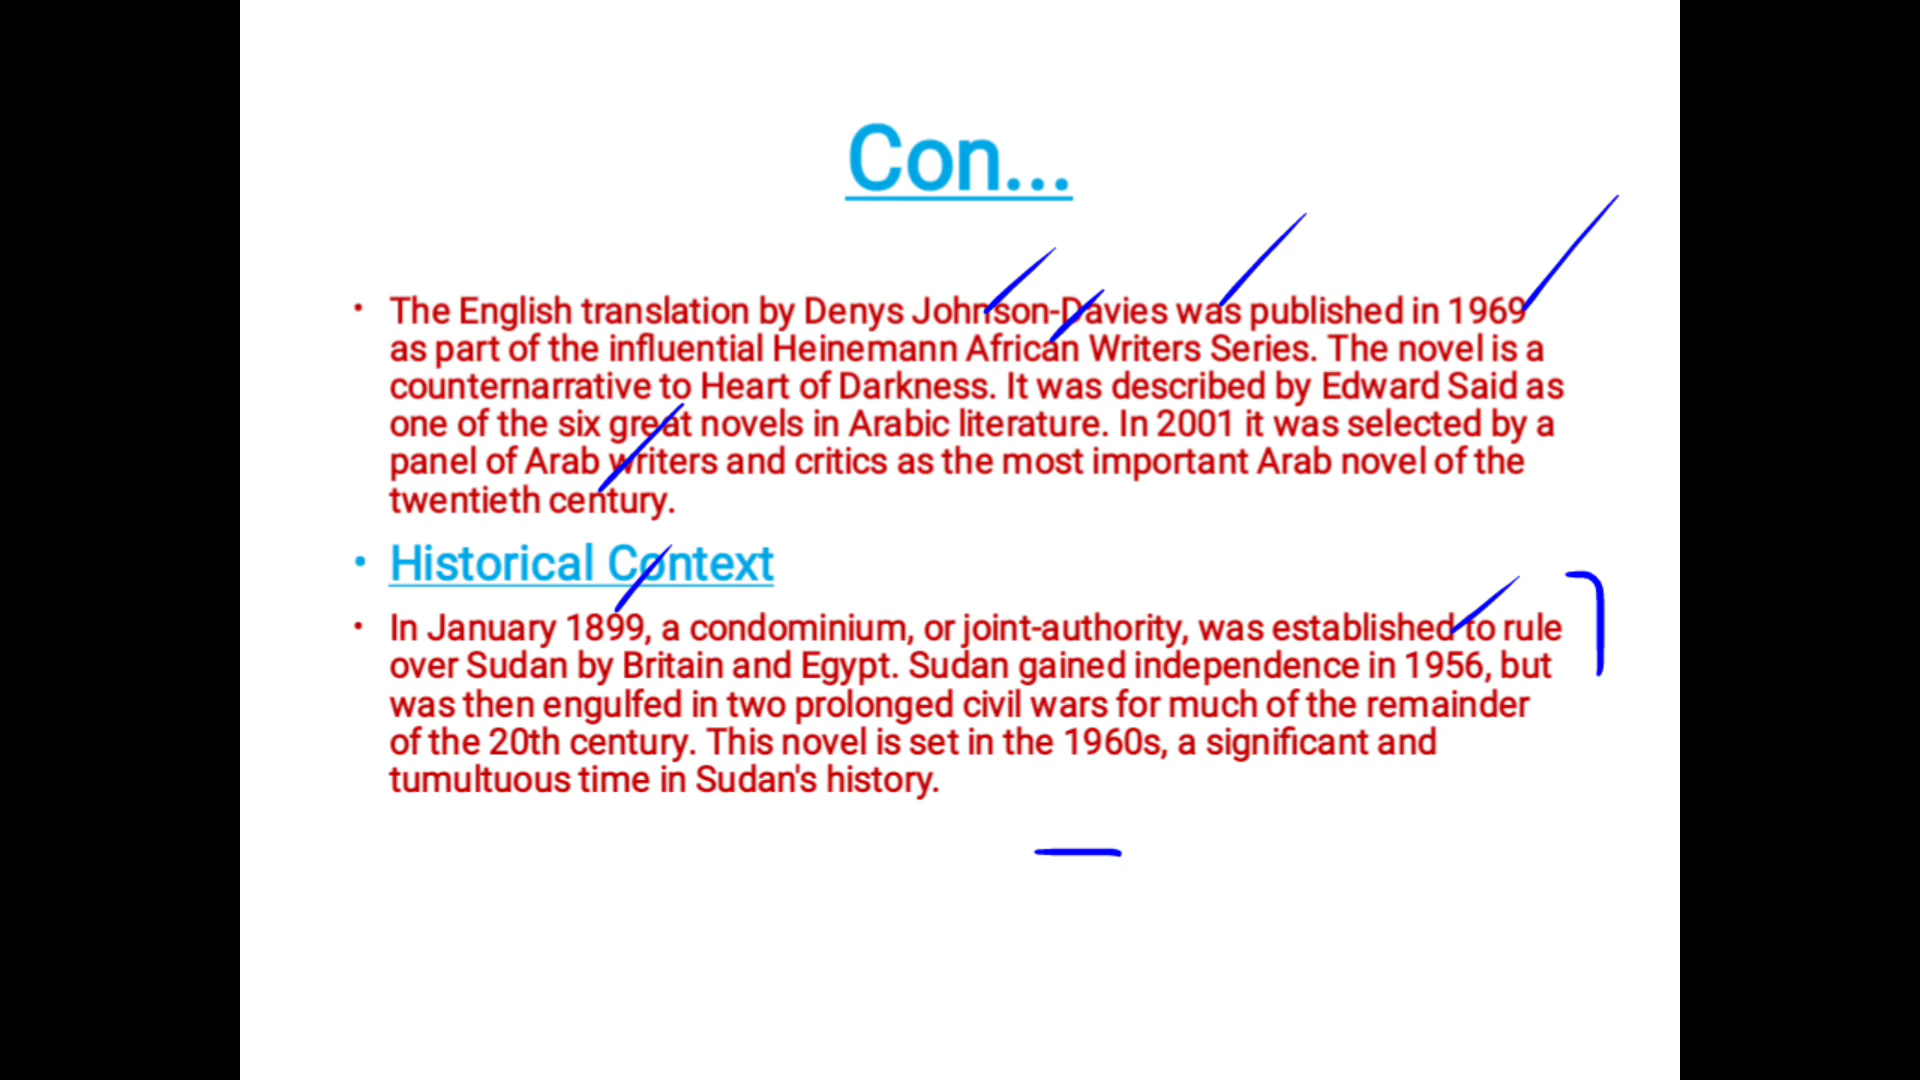 Con...
• The English translation by Denys Johnson-Davies was published in 1969
as part of the influential Heinemann African Writers Series. The novel is a
counternarrative to Heart of Darkness. It was described by Edward Said as
one of the six great novels in Arabic literature. In 2001 it was selected by a
panel of Arab writers and critics as the most important Arab novel of the
twentieth century.
• Historical Context
• In January 1899, a condominium, or joint-authority, was established to rule
over Sudan by Britain and Egypt. Sudan gained independence in 1956, but
was then engulfed in two prolonged civil wars for much of the remainder
of the 20th century. This novel is set in the 1960s, a significant and
tumultuous time in Sudan's history.